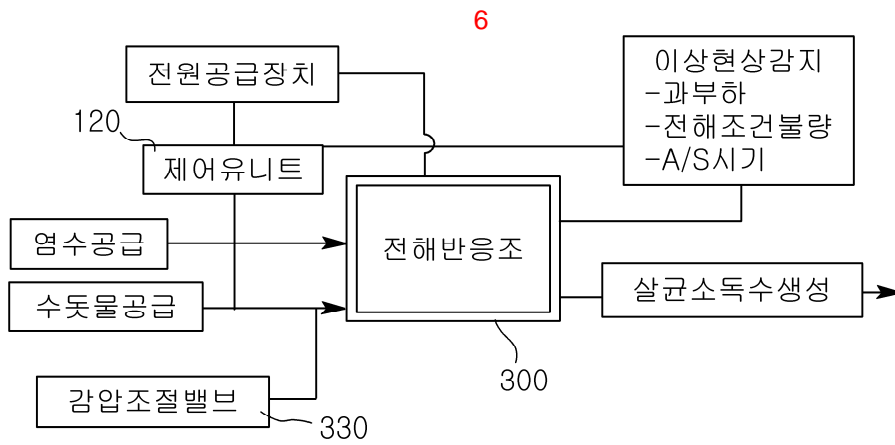 6
전원공급장치
이상현상감지
-과부하
-전해조건불량
-A/S시기
120
제어유니트
염수공급
전해반응조
수돗물공급
살균소독수생성
300
감압조절밸브
330